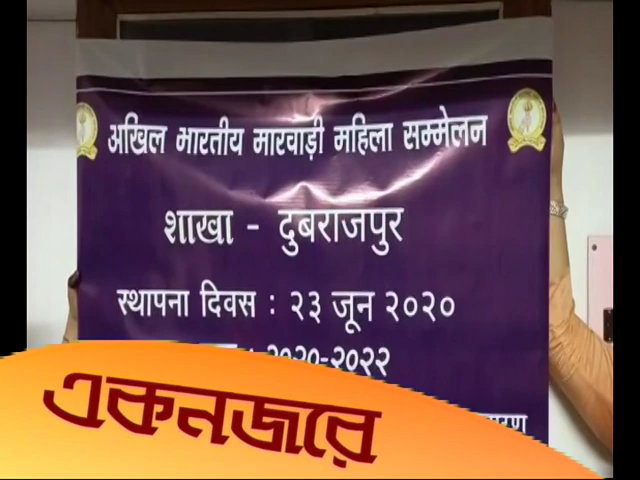 अखिल भारतीय मारवाड़ी महिला सम्मेलन
शाखा - दुबराजपुर
स्थापना दिवस : २३ जून २०२०
: २०२०-२०२२
একনজরে